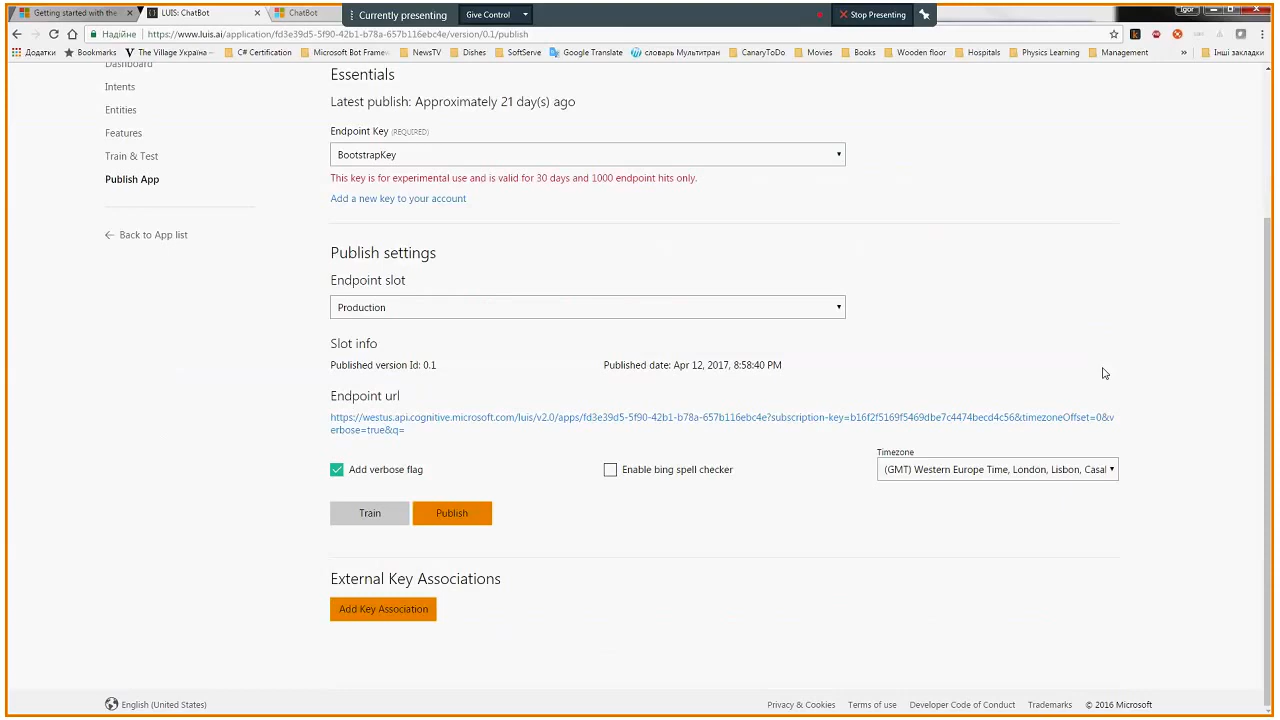 Getting started with the
LUIS: ChatBot
ChatBot
Currently presenting
Give Control
Stop Presenting
Igor
Надійне
https://www.luis.ai/application/fd3e39d5-5f90-42b1-b78a-657b116ebc4e/version/0.1/publish
Додатки
Bookmarks
The Village Україна –
C# Certification
Microsoft Bot Framew
NewsTV
Dishes
SoftServe
Google Translate
словарь Мультитран
CanaryToDo
Movies
Books
Wooden floor
Hospitals
Physics Learning
Management
»
Інші закладки
Dashboard
Intents
Entities
Features
Train & Test
Publish App
Back to App list
Essentials
Latest publish: Approximately 21 day(s) ago
Endpoint Key (REQUIRED)
BootstrapKey
This key is for experimental use and is valid for 30 days and 1000 endpoint hits only.
Add a new key to your account
Publish settings
Endpoint slot
Production
Slot info
Published version Id: 0.1
Published date: Apr 12, 2017, 8:58:40 PM
Endpoint url
https://westus.api.cognitive.microsoft.com/luis/v2.0/apps/fd3e39d5-5f90-42b1-b78a-657b116ebc4e?subscription-key=b16f2f5169f5469dbe7c4474becd4c56&timezoneOffset=0&v
erbose=true&q=
Add verbose flag
Enable bing spell checker
Timezone
(GMT) Western Europe Time, London, Lisbon, Casal
Train
Publish
External Key Associations
Add Key Association
English (United States)
Privacy & Cookies
Terms of use
Developer Code of Conduct
Trademarks
© 2016 Microsoft